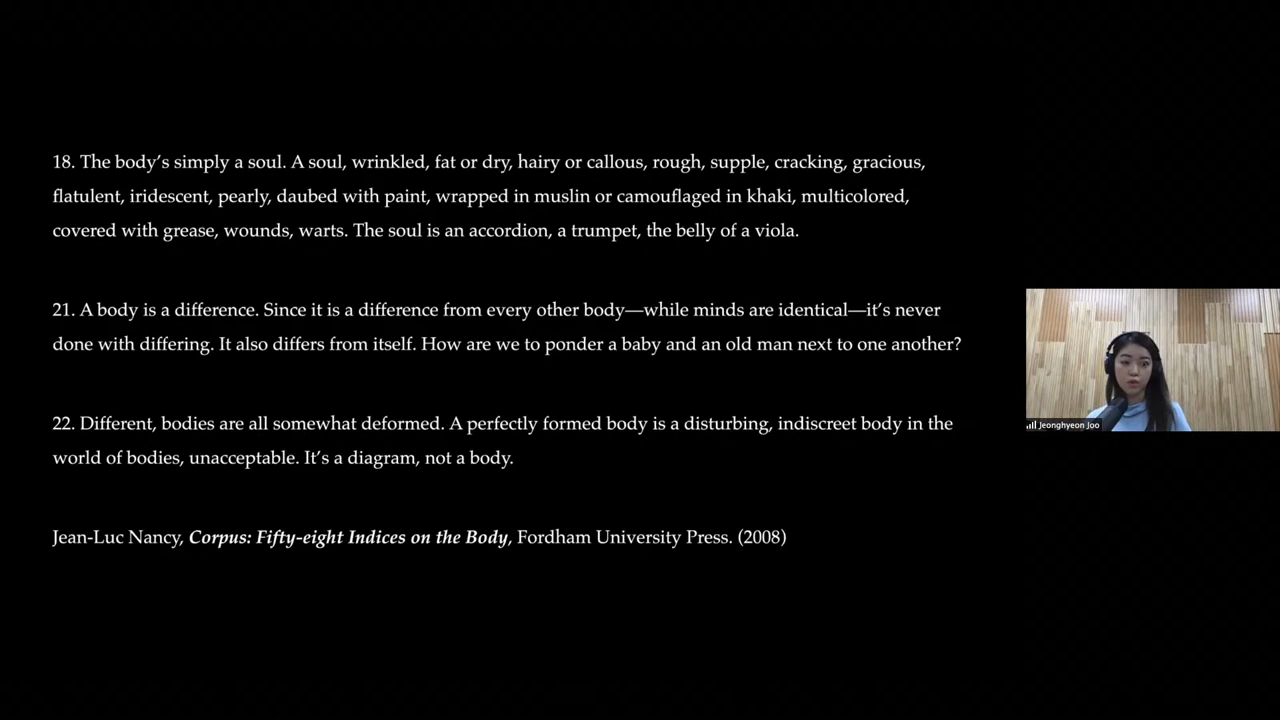 18. The body’s simply a soul. A soul, wrinkled, fat or dry, hairy or callous, rough, supple, cracking, gracious,
flatulent, iridescent, pearly, daubed with paint, wrapped in muslin or camouflaged in khaki, multicolored,
covered with grease, wounds, warts. The soul is an accordion, a trumpet, the belly of a viola.
21. A body is a difference. Since it is a difference from every other body—while minds are identical—it’s never
done with differing. It also differs from itself. How are we to ponder a baby and an old man next to one another?
22. Different, bodies are all somewhat deformed. A perfectly formed body is a disturbing, indiscreet body in the
world of bodies, unacceptable. It’s a diagram, not a body.
Jean-Luc Nancy, Corpus: Fifty-eight Indices on the Body, Fordham University Press. (2008)
Jeonghyeon Joo